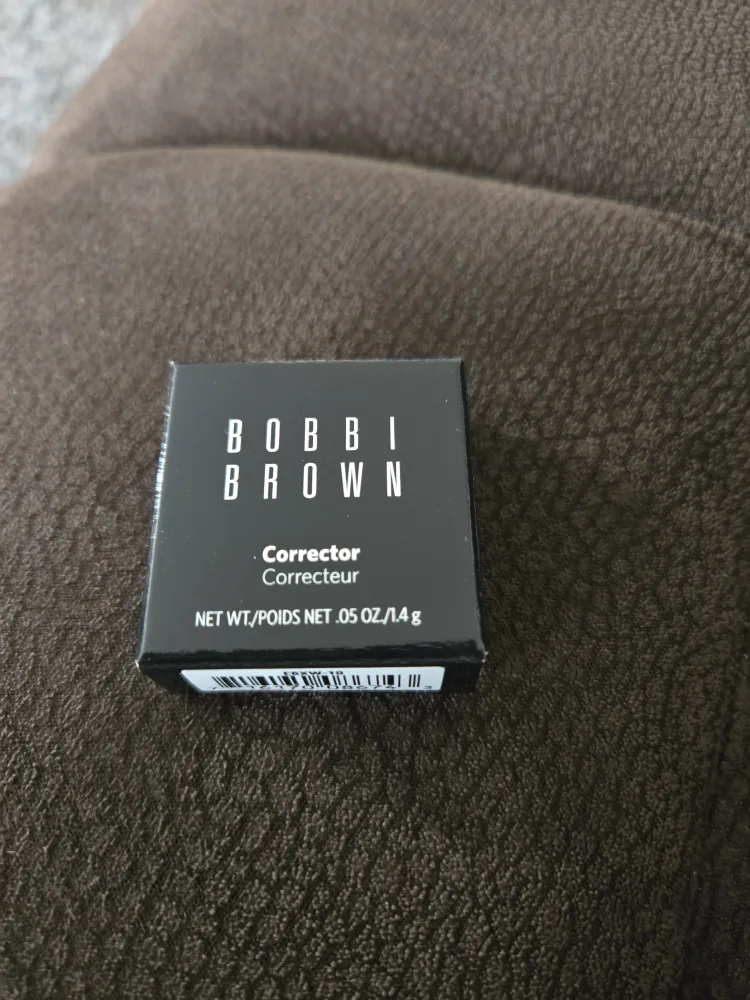 BOBBI
BROWN
Corrector
Correcteur
NET WT./POIDS NET .05 OZ./1.4 g